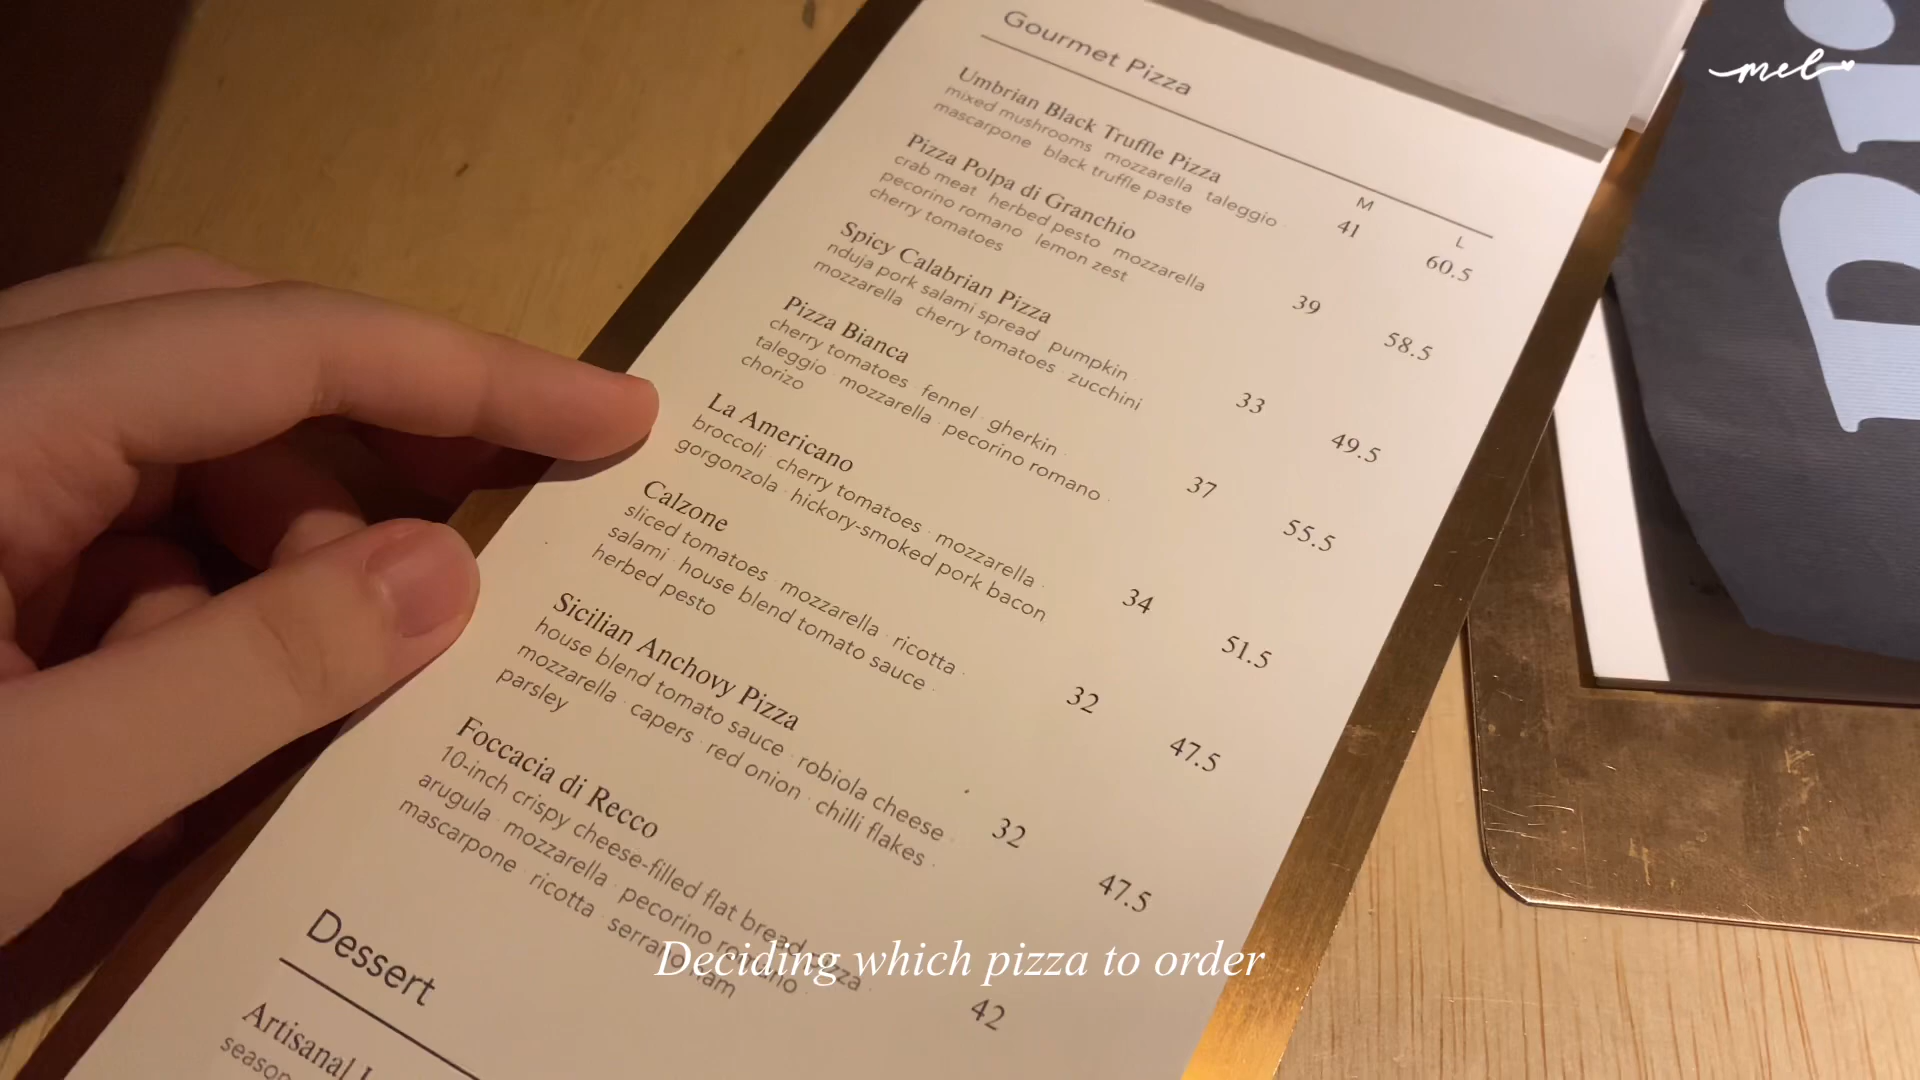 mel
Gourmet Pizza
M L
Umbrian Black Truffle Pizza
mixed mushrooms · mozzarella · taleggio ·
mascarpone · black truffle paste
41 60.5
Pizza Polpa di Granchio
crab meat · herbed pesto · mozzarella ·
pecorino romano · lemon zest ·
cherry tomatoes
39 58.5
Spicy Calabrian Pizza
nduja pork salami spread · pumpkin ·
mozzarella · cherry tomatoes · zucchini
33 49.5
Pizza Bianca
cherry tomatoes · fennel · gherkin ·
taleggio · mozzarella · pecorino romano ·
chorizo
37 55.5
La Americano
broccoli · cherry tomatoes · mozzarella ·
gorgonzola · hickory-smoked pork bacon
34 51.5
Calzone
sliced tomatoes · mozzarella · ricotta ·
salami · house blend tomato sauce ·
herbed pesto
32 47.5
Sicilian Anchovy Pizza
house blend tomato sauce · robiola cheese ·
mozzarella · capers · red onion · chilli flakes ·
parsley
32 47.5
Foccacia di Recco
10-inch crispy cheese-filled flat bread pizza ·
arugula · mozzarella · pecorino romano ·
mascarpone · ricotta · serrano ham
42
Dessert
Artisanal
Deciding which pizza to order